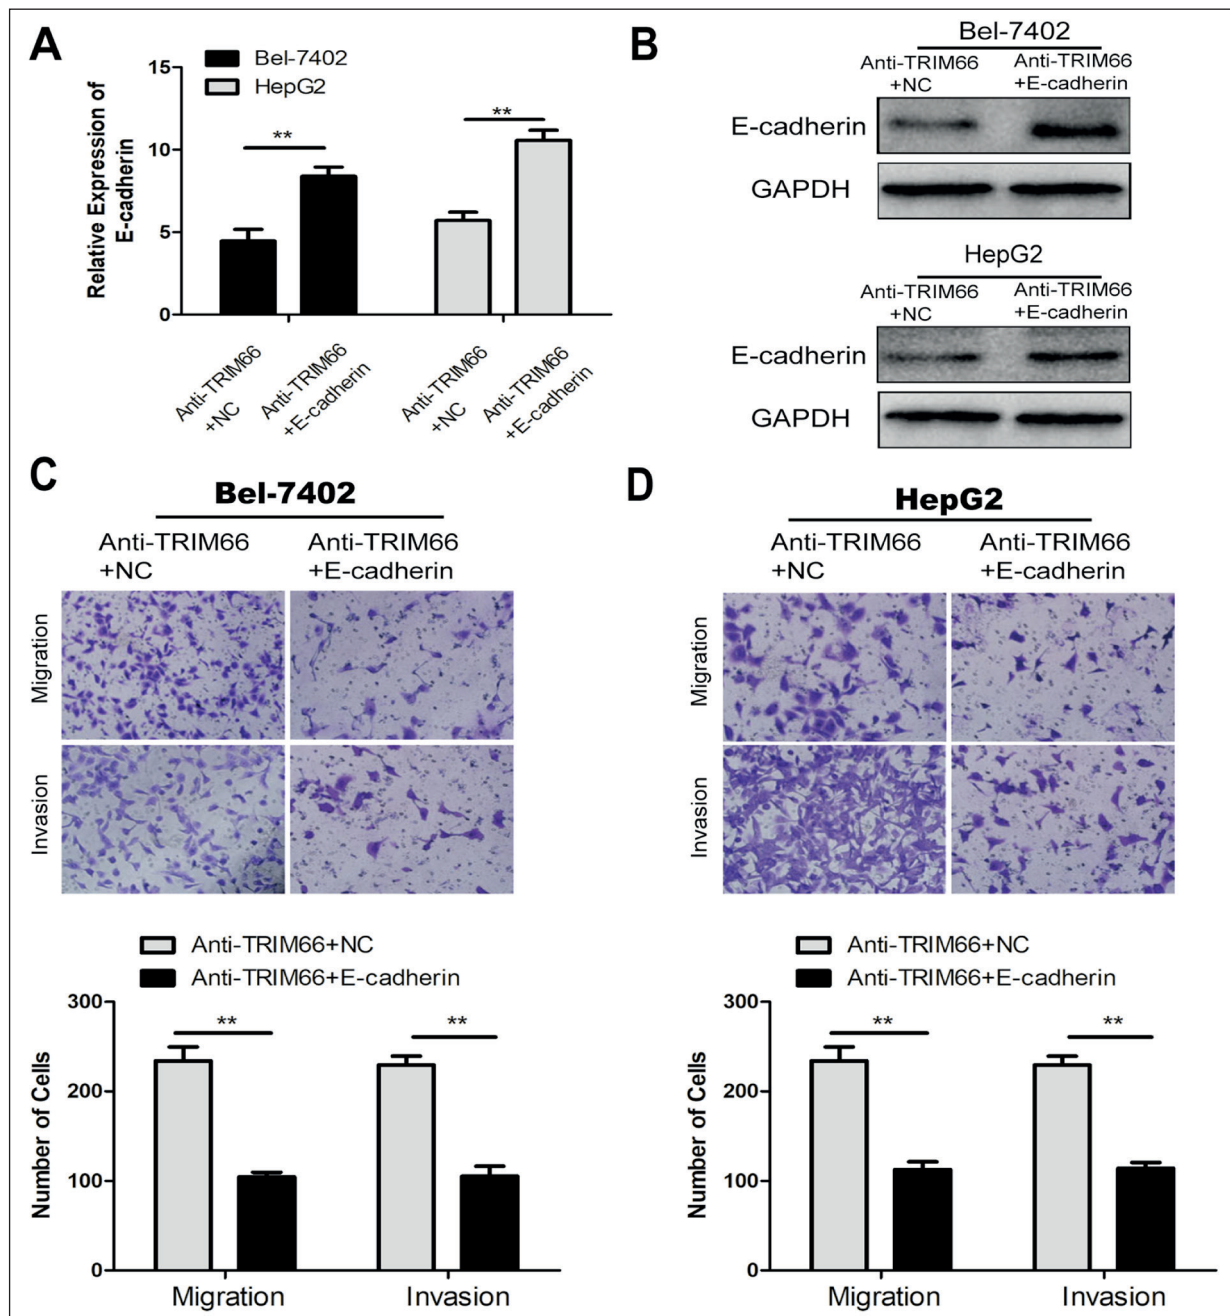 A
Bel-7402
HepG2
Relative Expression of
E-cadherin
15
10
5
0
**
**
Anti-TRIM66
+NC
Anti-TRIM66
+E-cadherin
Anti-TRIM66
+NC
Anti-TRIM66
+E-cadherin
B
Bel-7402
Anti-TRIM66
+NC
Anti-TRIM66
+E-cadherin
E-cadherin
GAPDH
HepG2
Anti-TRIM66
+NC
Anti-TRIM66
+E-cadherin
E-cadherin
GAPDH
C
Bel-7402
Anti-TRIM66
+NC
Anti-TRIM66
+E-cadherin
Migration
Invasion
Anti-TRIM66+NC
Anti-TRIM66+E-cadherin
Number of Cells
300
200
100
0
**
**
Migration
Invasion
D
HepG2
Anti-TRIM66
+NC
Anti-TRIM66
+E-cadherin
Migration
Invasion
Anti-TRIM66+NC
Anti-TRIM66+E-cadherin
Number of Cells
300
200
100
0
**
**
Migration
Invasion